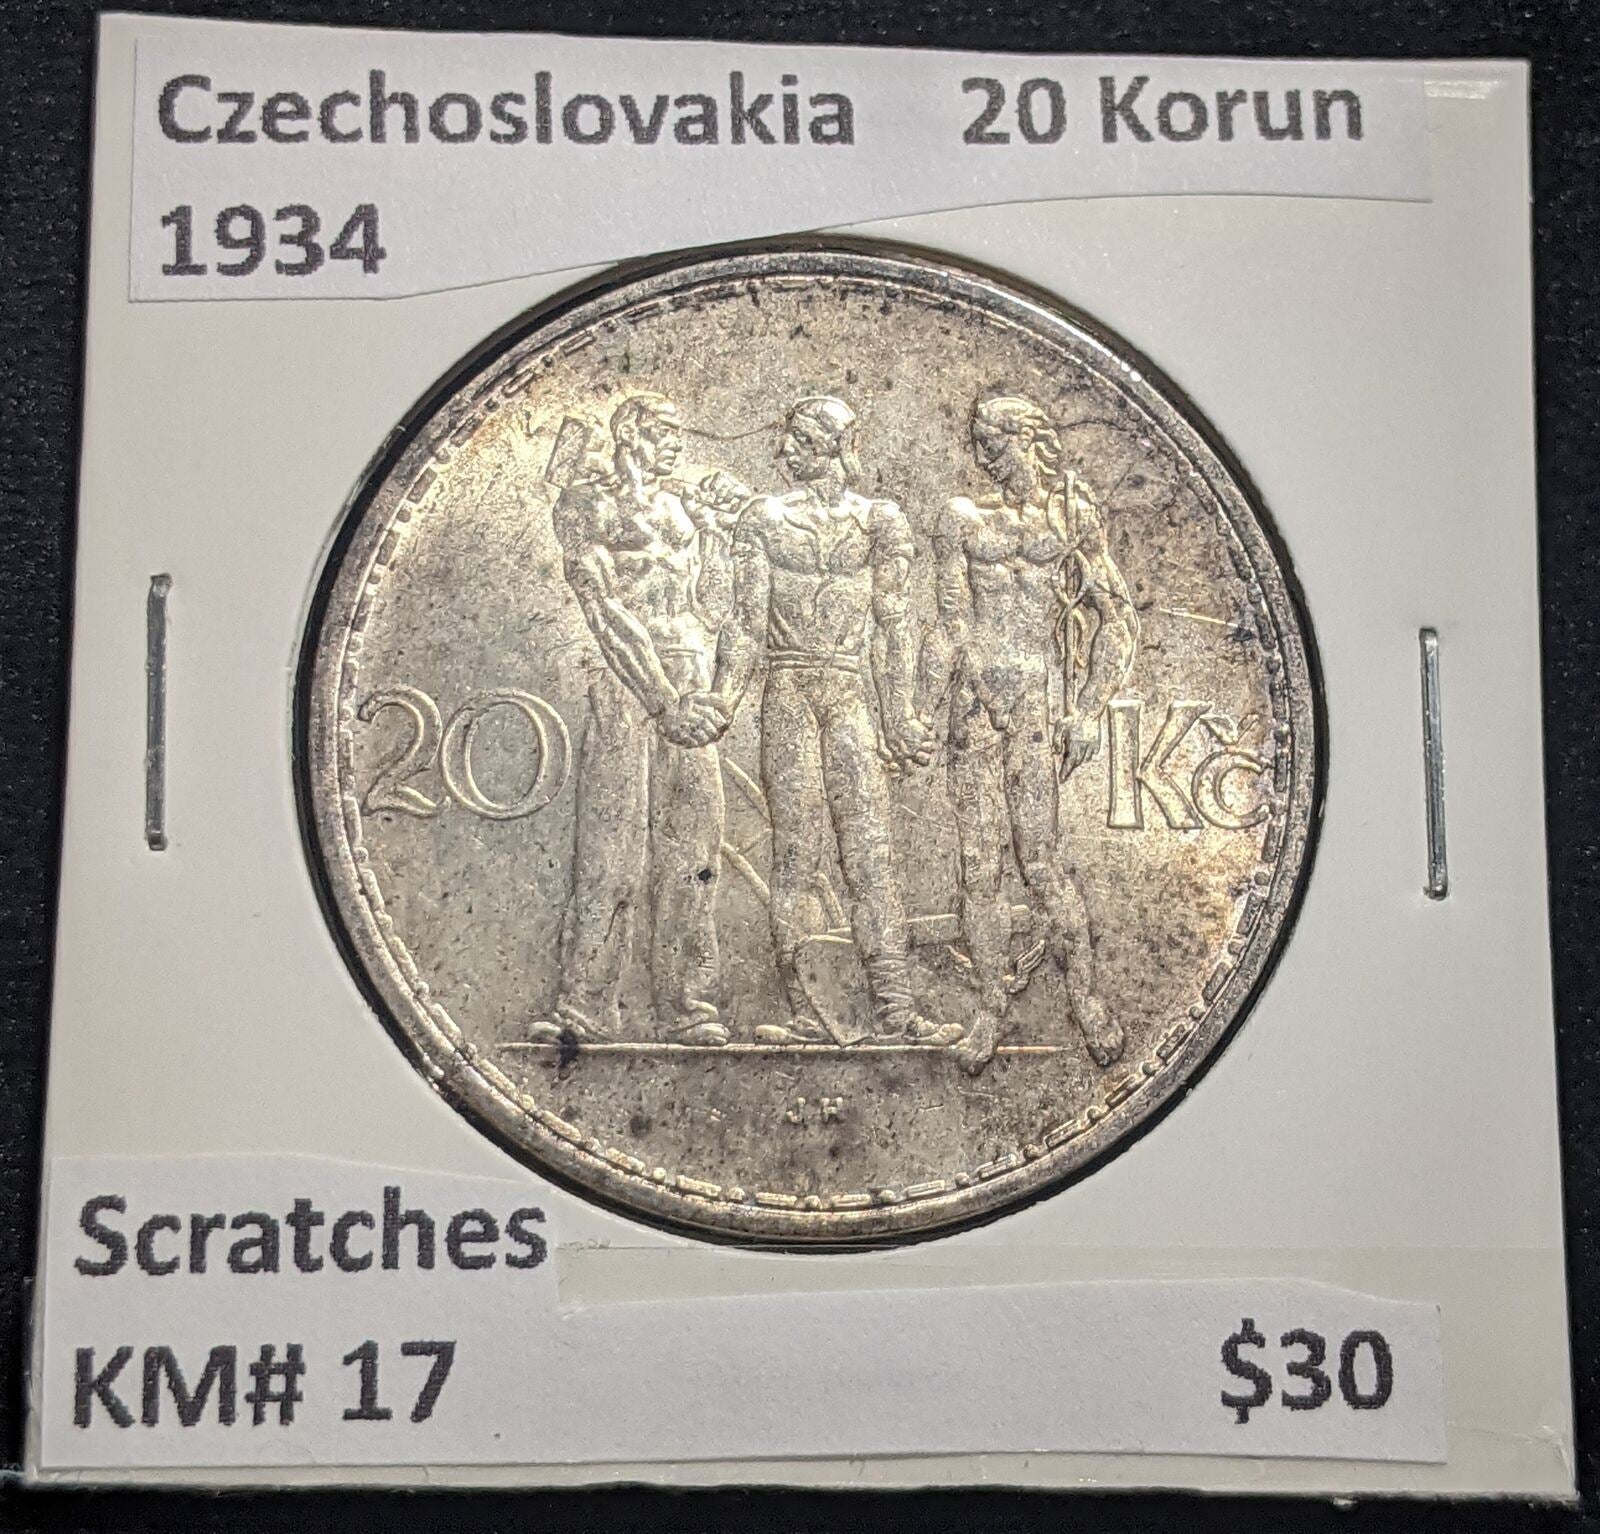 Czechoslovakia 20 Korun
1934
20 Kč
J H
Scratches
KM# 17 $30